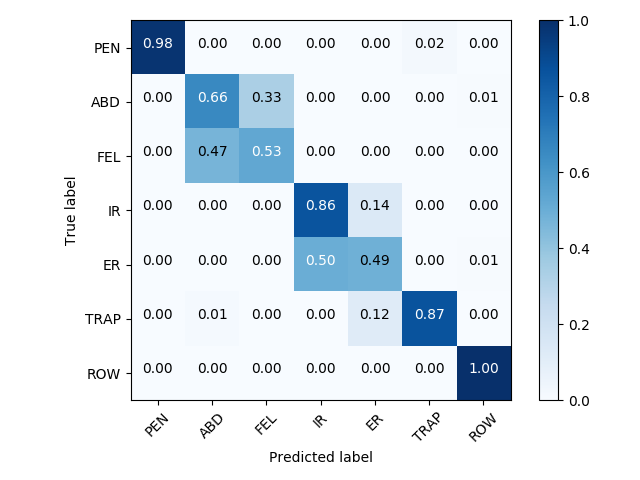 PEN 0.98 0.00 0.00 0.00 0.00 0.02 0.00
ABD 0.00 0.66 0.33 0.00 0.00 0.00 0.01
FEL 0.00 0.47 0.53 0.00 0.00 0.00 0.00
IR 0.00 0.00 0.00 0.86 0.14 0.00 0.00
ER 0.00 0.00 0.00 0.50 0.49 0.00 0.01
TRAP 0.00 0.01 0.00 0.00 0.12 0.87 0.00
ROW 0.00 0.00 0.00 0.00 0.00 0.00 1.00
PEN ABD FEL IR ER TRAP ROW
Predicted label
True label
1.0
0.8
0.6
0.4
0.2
0.0